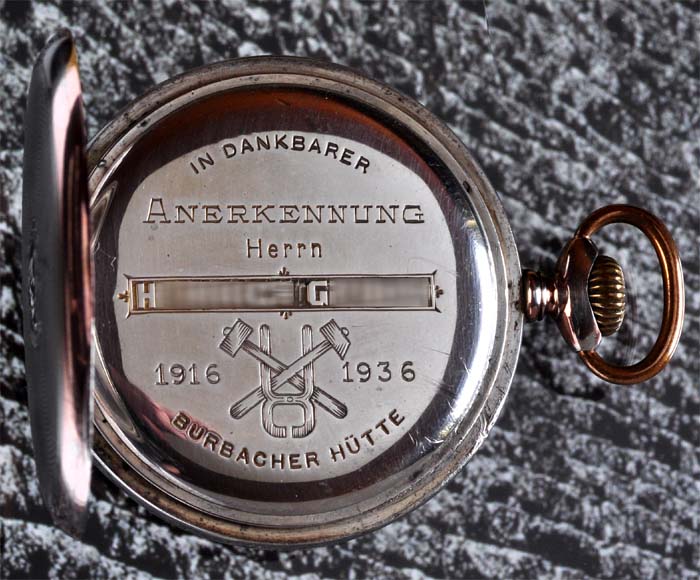 IN DANKBARER
ANERKENNUNG
Herrn
H G
1916 1936
BURBACHER HÜTTE